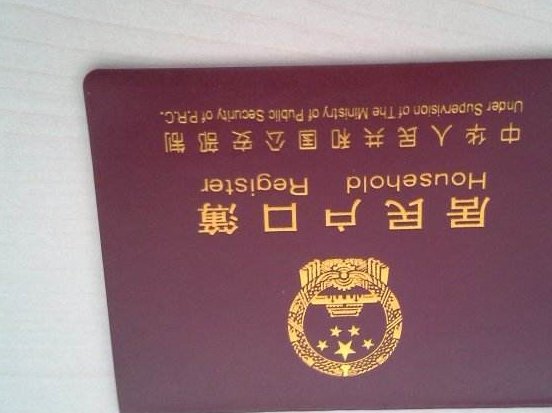 居民户口簿
Household Register
中华人民共和国公安部制
Under Supervision of The Ministry of Public Security of P.R.C.